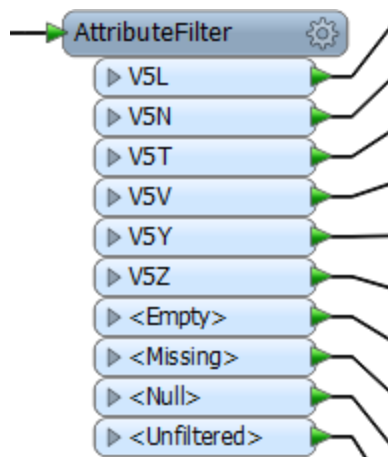 AttributeFilter
V5L
V5N
V5T
V5V
V5Y
V5Z
<Empty>
<Missing>
<Null>
<Unfiltered>